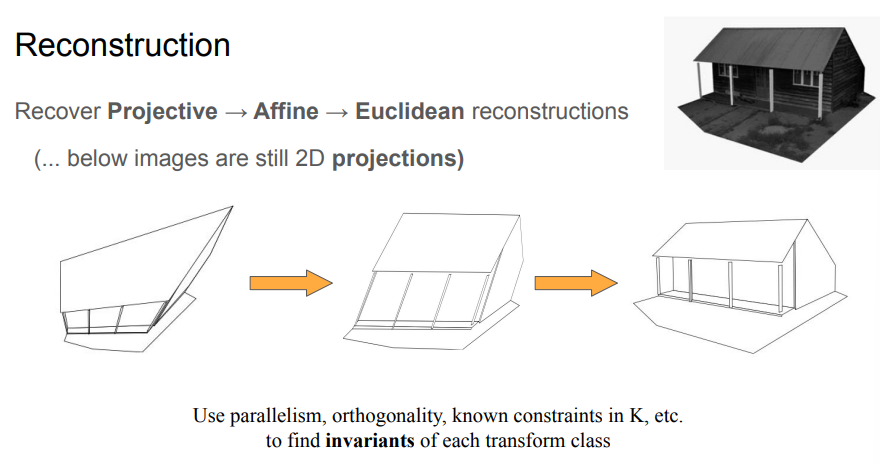 Reconstruction
Recover Projective → Affine → Euclidean reconstructions
(... below images are still 2D projections)
Use parallelism, orthogonality, known constraints in K, etc.
to find invariants of each transform class